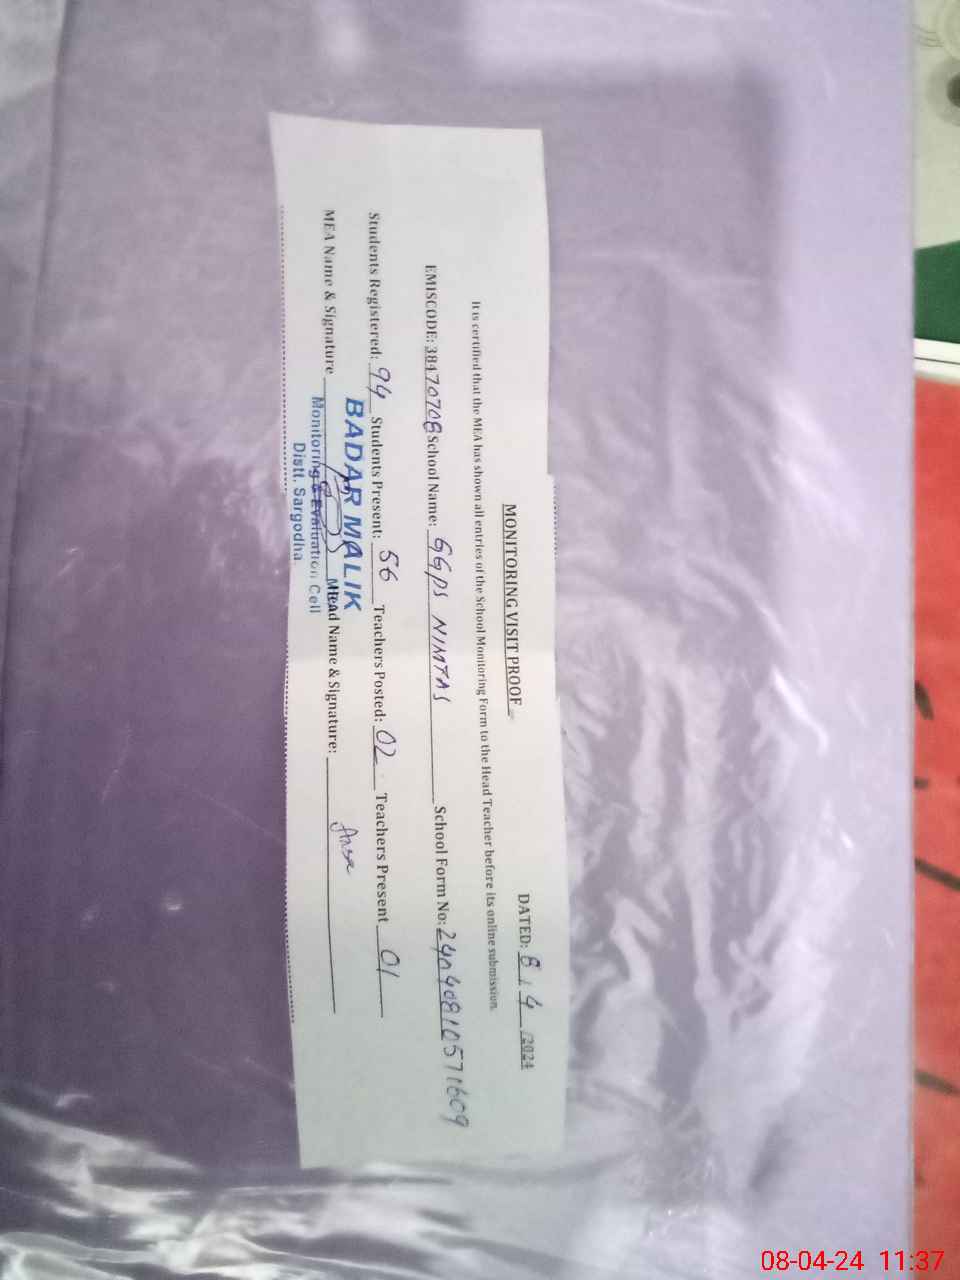 MONITORING VISIT PROOF
DATED: 8 / 4 /2024
It is certified that the MEA has shown all entries of the School Monitoring Form to the Head Teacher before its online submission.
EMISCODE: 38470708 School Name: GGPS NIMTAS School Form No: 24040810571609
Students Registered: 94 Students Present: 56 Teachers Posted: 02 Teachers Present 01
MEA Name & Signature Head Name & Signature:
BADAR MALIK
Monitoring & Evaluation Cell
Distt. Sargodha.
08-04-24 11:37